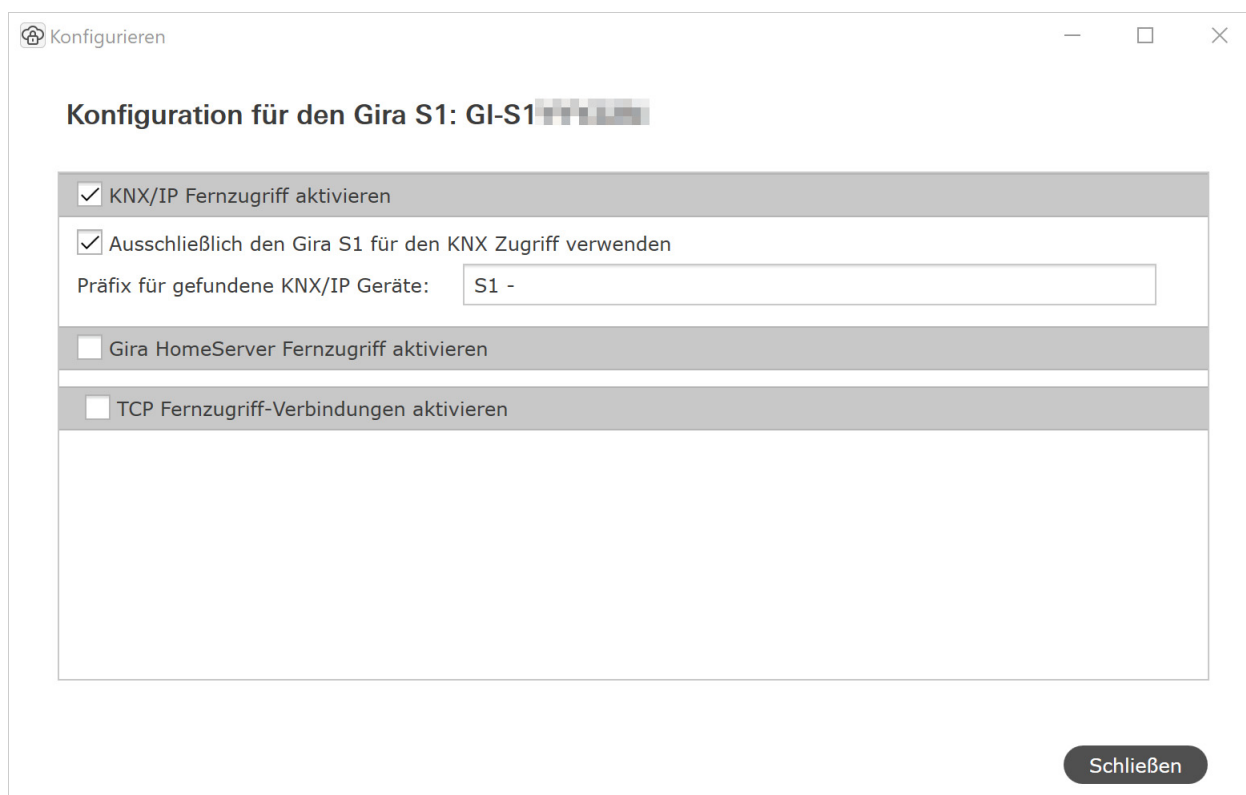 Konfigurieren
Konfiguration für den Gira S1: GI-S1
KNX/IP Fernzugriff aktivieren
Ausschließlich den Gira S1 für den KNX Zugriff verwenden
Präfix für gefundene KNX/IP Geräte: S1 -
Gira HomeServer Fernzugriff aktivieren
TCP Fernzugriff-Verbindungen aktivieren
Schließen